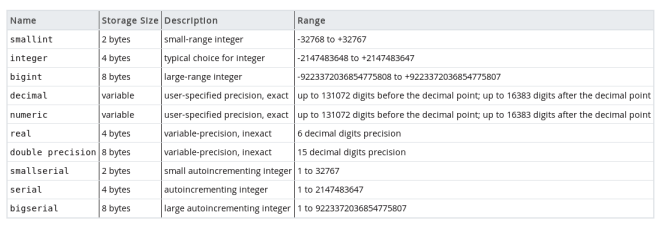 Name Storage Size Description Range
smallint 2 bytes small-range integer -32768 to +32767
integer 4 bytes typical choice for integer -2147483648 to +2147483647
bigint 8 bytes large-range integer -9223372036854775808 to +9223372036854775807
decimal variable user-specified precision, exact up to 131072 digits before the decimal point; up to 16383 digits after the decimal point
numeric variable user-specified precision, exact up to 131072 digits before the decimal point; up to 16383 digits after the decimal point
real 4 bytes variable-precision, inexact 6 decimal digits precision
double precision 8 bytes variable-precision, inexact 15 decimal digits precision
smallserial 2 bytes small autoincrementing integer 1 to 32767
serial 4 bytes autoincrementing integer 1 to 2147483647
bigserial 8 bytes large autoincrementing integer 1 to 9223372036854775807